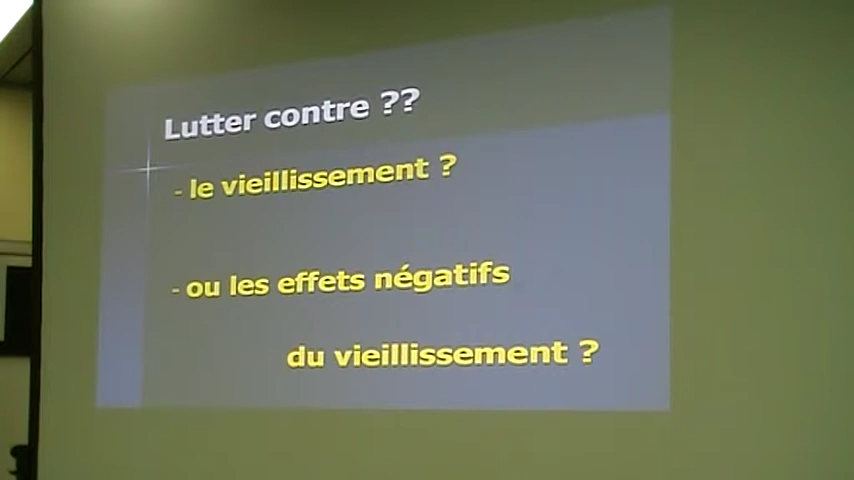 Lutter contre ??
- le vieillissement ?
- ou les effets négatifs
du vieillissement ?